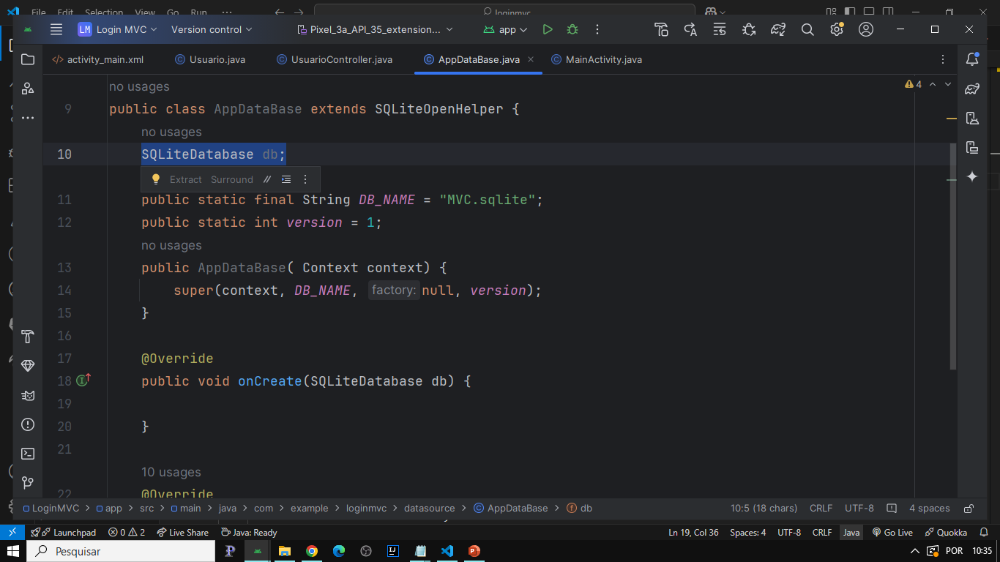 File Edit Selection View Go Run ... loginmvc
LM Login MVC Version control Pixel_3a_API_35_extension... app
activity_main.xml Usuario.java UsuarioController.java AppDataBase.java MainActivity.java
no usages
4
9 public class AppDataBase extends SQLiteOpenHelper {
no usages
10 SQLiteDatabase db;
Extract Surround
11 public static final String DB_NAME = "MVC.sqlite";
12 public static int version = 1;
no usages
13 public AppDataBase( Context context) {
14 super(context, DB_NAME, factory: null, version);
15 }
16
17 @Override
18 public void onCreate(SQLiteDatabase db) {
19
20 }
21
10 usages
22 @Override
LoginMVC > app > src > main > java > com > example > loginmvc > datasource > AppDataBase > db 10:5 (18 chars) CRLF UTF-8 4 spaces
Launchpad 0 2 Live Share Java: Ready Ln 19, Col 36 Spaces: 4 UTF-8 CRLF Java Go Live Quokka
Pesquisar POR 10:35